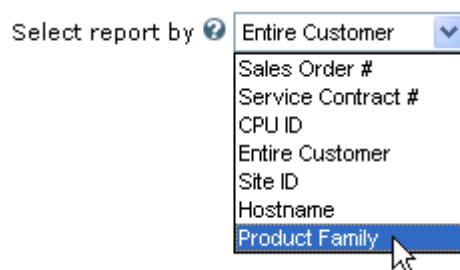 Select report by ? Entire Customer
Sales Order #
Service Contract #
CPU ID
Entire Customer
Site ID
Hostname
Product Family